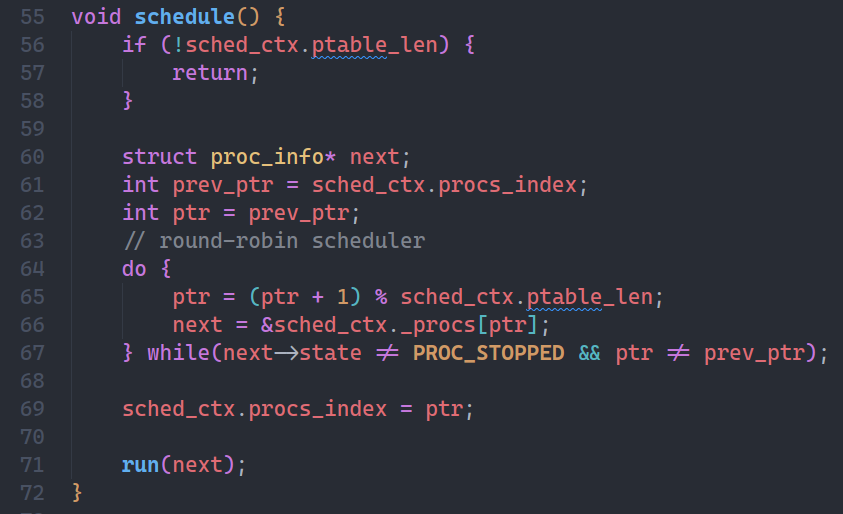 55 void schedule() {
56     if (!sched_ctx.ptable_len) {
57         return;
58     }
59
60     struct proc_info* next;
61     int prev_ptr = sched_ctx.procs_index;
62     int ptr = prev_ptr;
63     // round-robin scheduler
64     do {
65         ptr = (ptr + 1) % sched_ctx.ptable_len;
66         next = &sched_ctx._procs[ptr];
67     } while(next->state != PROC_STOPPED && ptr != prev_ptr);
68
69     sched_ctx.procs_index = ptr;
70
71     run(next);
72 }